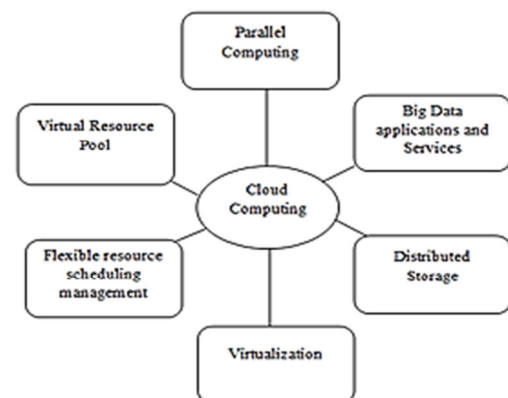 Parallel
Computing
Virtual Resource
Pool
Big Data
applications and
Services
Cloud
Computing
Flexible resource
scheduling
management
Distributed
Storage
Virtualization